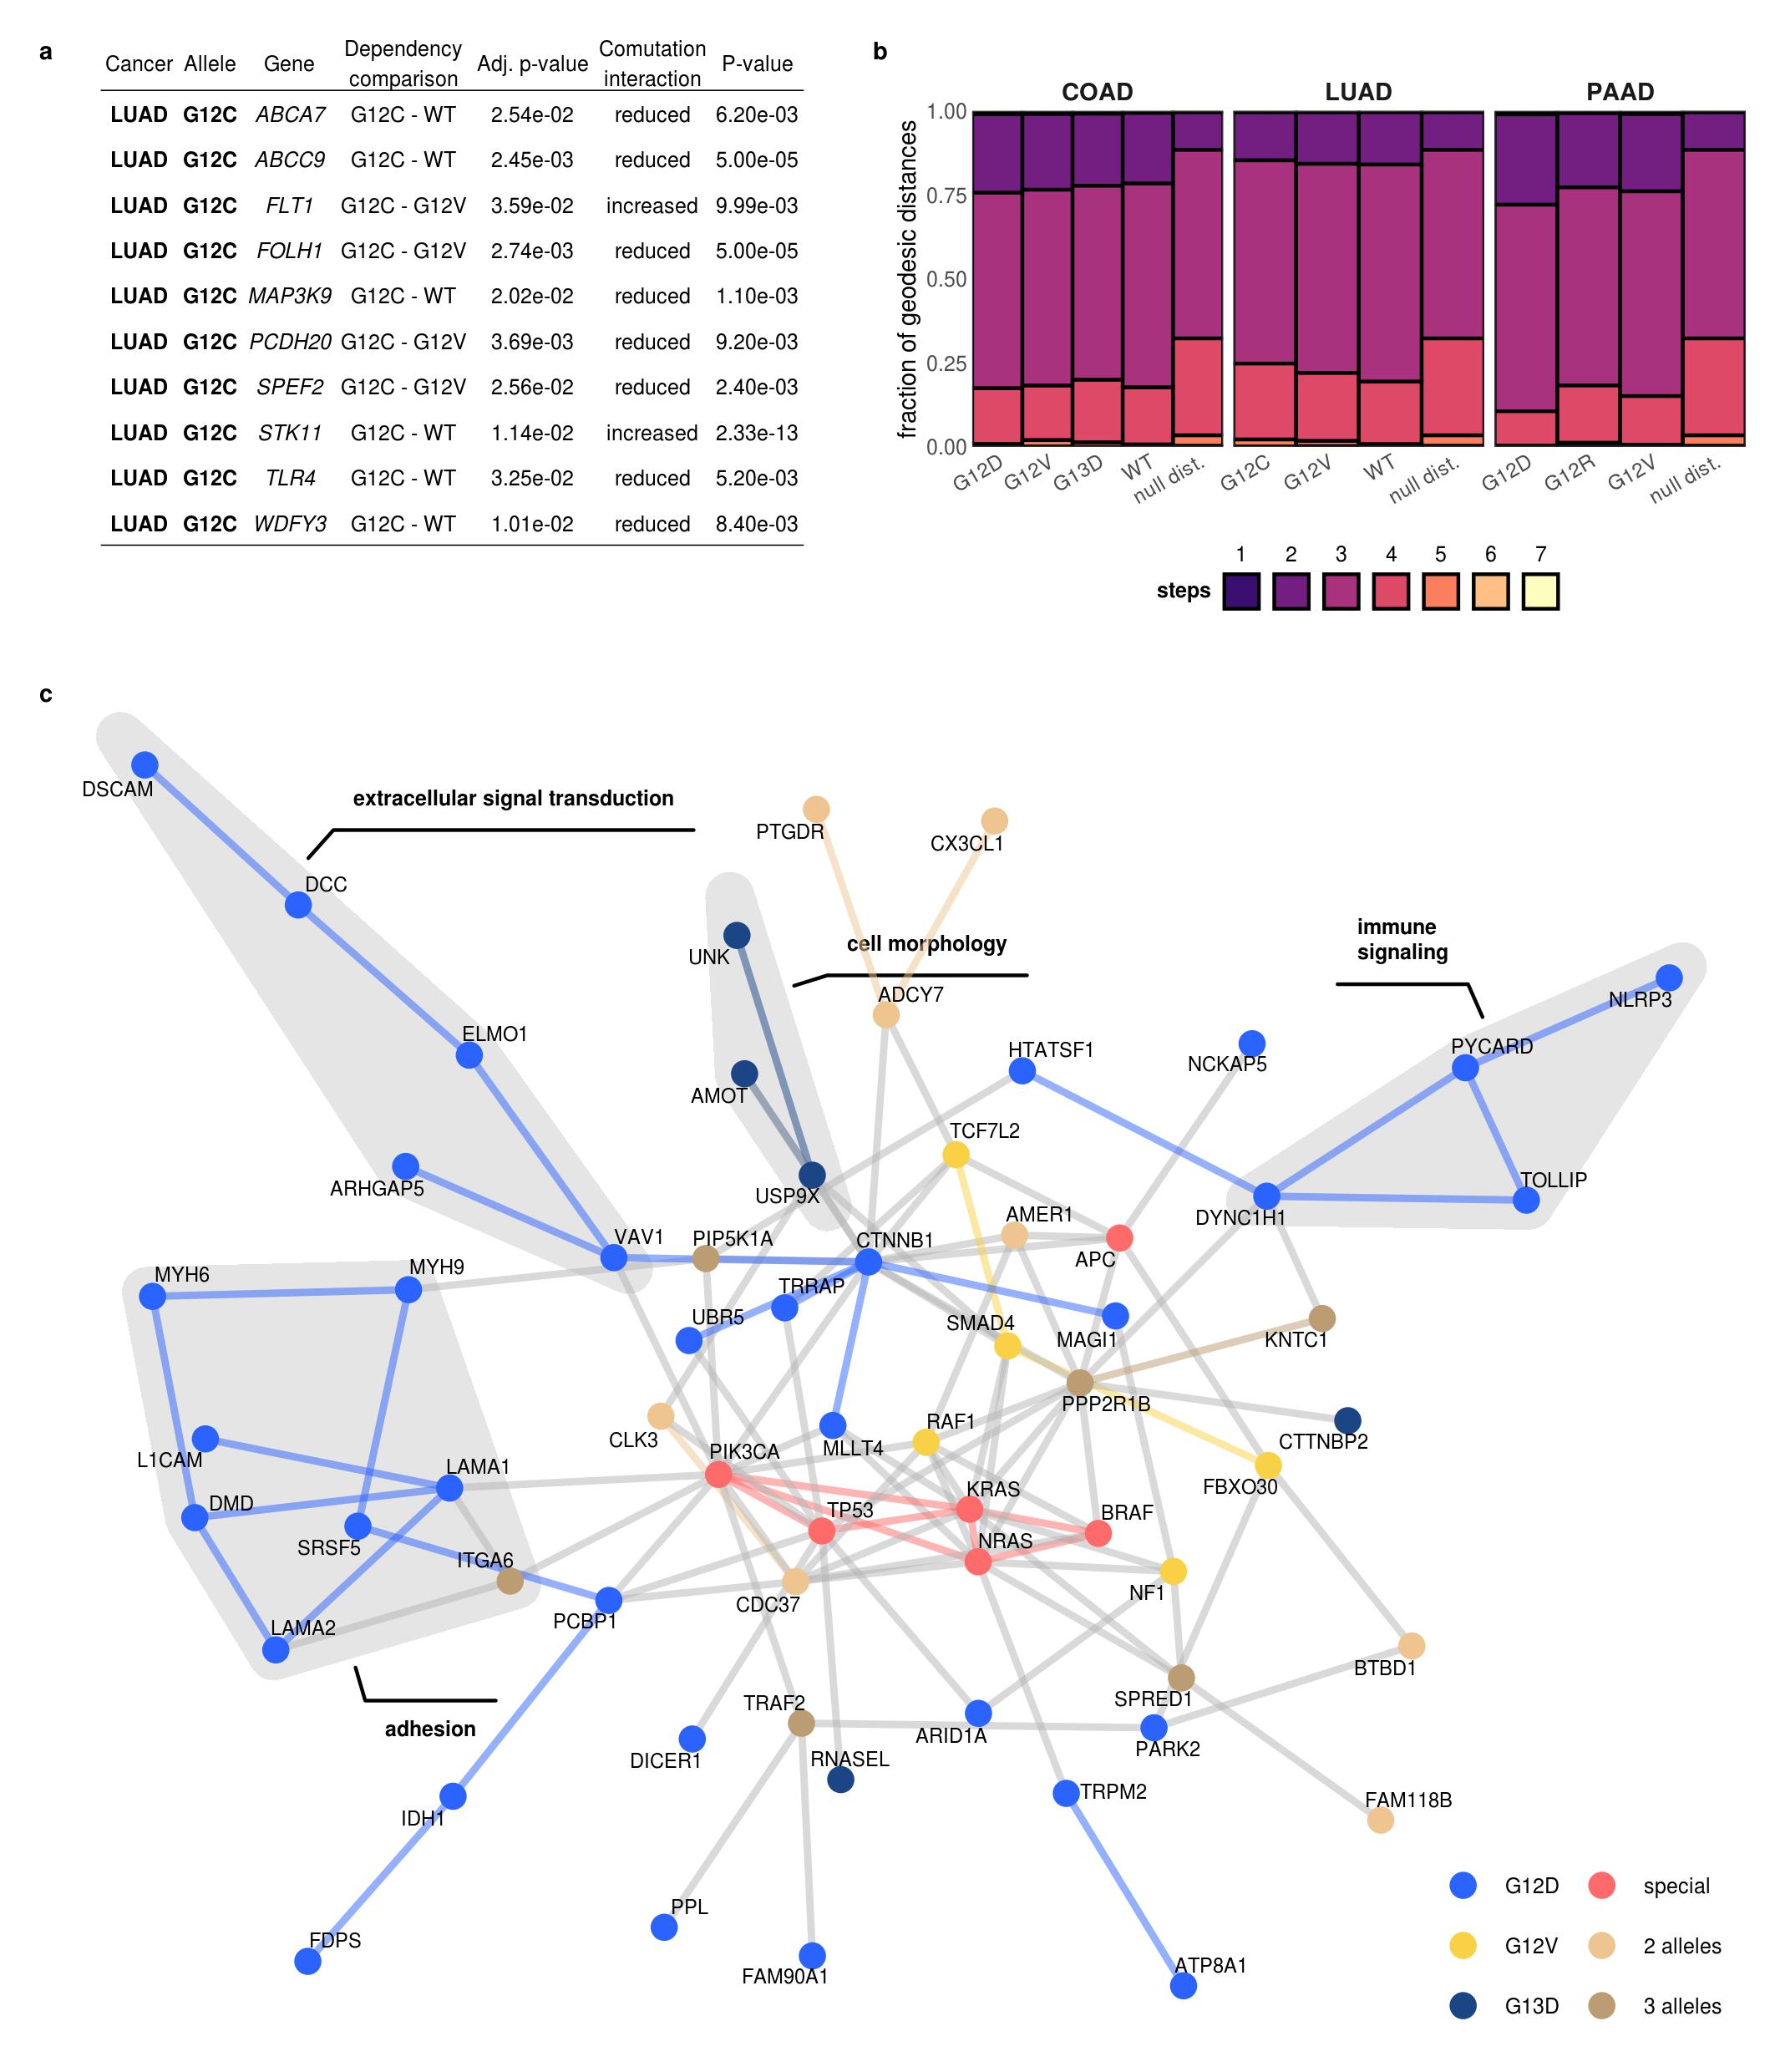 a
Cancer Allele Gene Dependency comparison Adj. p-value Comutation interaction P-value
LUAD G12C ABCA7 G12C - WT 2.54e-02 reduced 6.20e-03
LUAD G12C ABCC9 G12C - WT 2.45e-03 reduced 5.00e-05
LUAD G12C FLT1 G12C - G12V 3.59e-02 increased 9.99e-03
LUAD G12C FOLH1 G12C - G12V 2.74e-03 reduced 5.00e-05
LUAD G12C MAP3K9 G12C - WT 2.02e-02 reduced 1.10e-03
LUAD G12C PCDH20 G12C - G12V 3.69e-03 reduced 9.20e-03
LUAD G12C SPEF2 G12C - G12V 2.56e-02 reduced 2.40e-03
LUAD G12C STK11 G12C - WT 1.14e-02 increased 2.33e-13
LUAD G12C TLR4 G12C - WT 3.25e-02 reduced 5.20e-03
LUAD G12C WDFY3 G12C - WT 1.01e-02 reduced 8.40e-03
b
COAD LUAD PAAD
fraction of geodesic distances
1.00
0.75
0.50
0.25
0.00
G12D G12V G13D WT null dist.
G12C G12V WT null dist.
G12D G12R G12V null dist.
1 2 3 4 5 6 7
steps
c
DSCAM
extracellular signal transduction
PTGDR
CX3CL1
DCC
immune
signaling
UNK
cell morphology
ADCY7
NLRP3
ELMO1
HTATSF1
NCKAP5
PYCARD
AMOT
TCF7L2
ARHGAP5
USP9X
TOLLIP
AMER1
DYNC1H1
VAV1
PIP5K1A
CTNNB1
APC
MYH6
MYH9
TRRAP
UBR5
SMAD4
MAGI1
KNTC1
PPP2R1B
CLK3
RAF1
CTTNBP2
PIK3CA
MLLT4
L1CAM
LAMA1
FBXO30
KRAS
DMD
TP53
BRAF
SRSF5
NRAS
ITGA6
NF1
CDC37
PCBP1
LAMA2
BTBD1
SPRED1
TRAF2
adhesion
ARID1A
PARK2
DICER1
RNASEL
TRPM2
FAM118B
IDH1
PPL
FDPS
ATP8A1
FAM90A1
G12D special
G12V 2 alleles
G13D 3 alleles